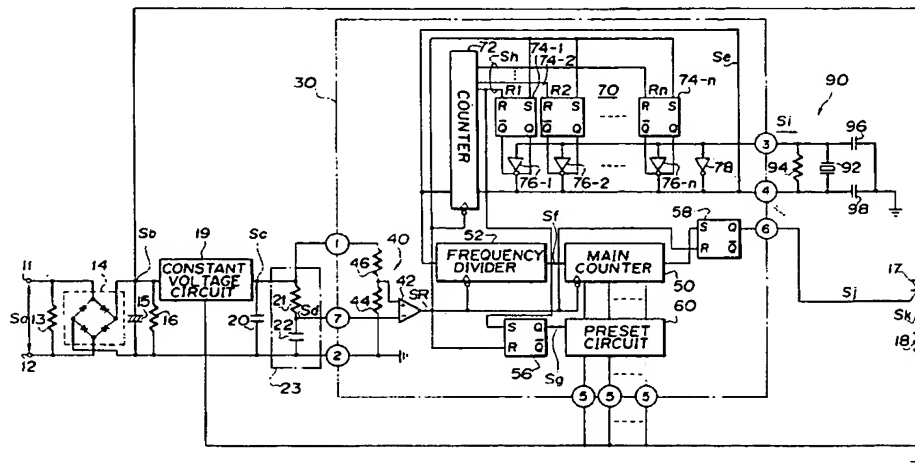 72
74-1
Sh
74-2
Se
74-n
30
R1
R2
70
Rn
90
R S
R S
R S
COUNTER
Q̅ Q
Q̅ Q
Q̅ Q
Si
96
3
78
94
92
76-1
76-2
76-n
4
98
58
Sb
19
Sc
1
40
52
Sf
S Q
R Q̅
6
11
14
CONSTANT
VOLTAGE
CIRCUIT
46
42
FREQUENCY
DIVIDER
MAIN
COUNTER
17
21
Sd
44
SR
50
Sj
Sa
13
15
16
20
22
7
60
Sk
18
S Q
R Q̅
PRESET
CIRCUIT
12
2
23
56
Sg
5 5 5